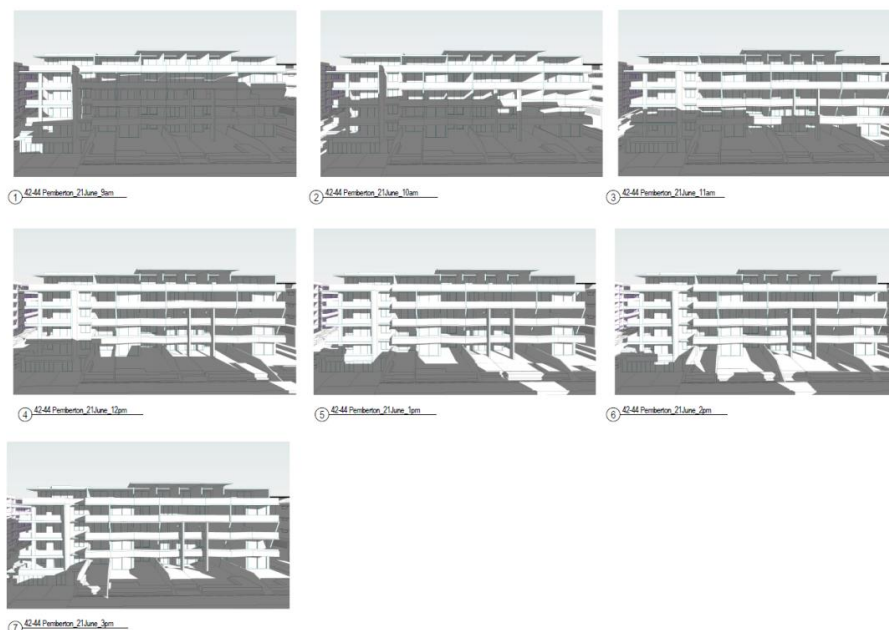 1 42-44 Pemberton_21June_9am
2 42-44 Pemberton_21June_10am
3 42-44 Pemberton_21June_11am
4 42-44 Pemberton_21June_12pm
5 42-44 Pemberton_21June_1pm
6 42-44 Pemberton_21June_2pm
7 42-44 Pemberton_21June_3pm